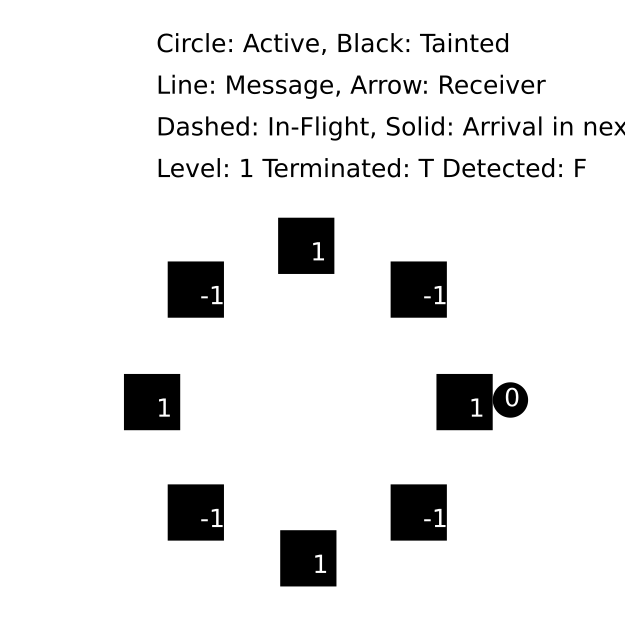 Circle: Active, Black: Tainted
Line: Message, Arrow: Receiver
Dashed: In-Flight, Solid: Arrival in nex
Level: 1 Terminated: T Detected: F
1
-1 -1
1 1 0
-1 -1
1